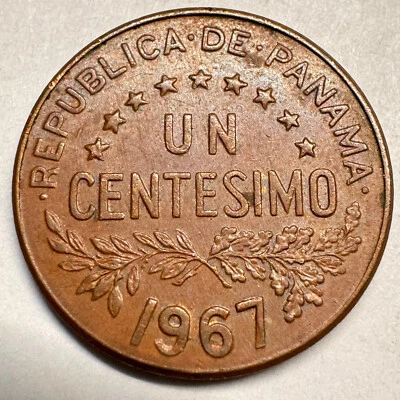 ·REPUBLICA·DE·PANAMA·
UN
CENTESIMO
1967